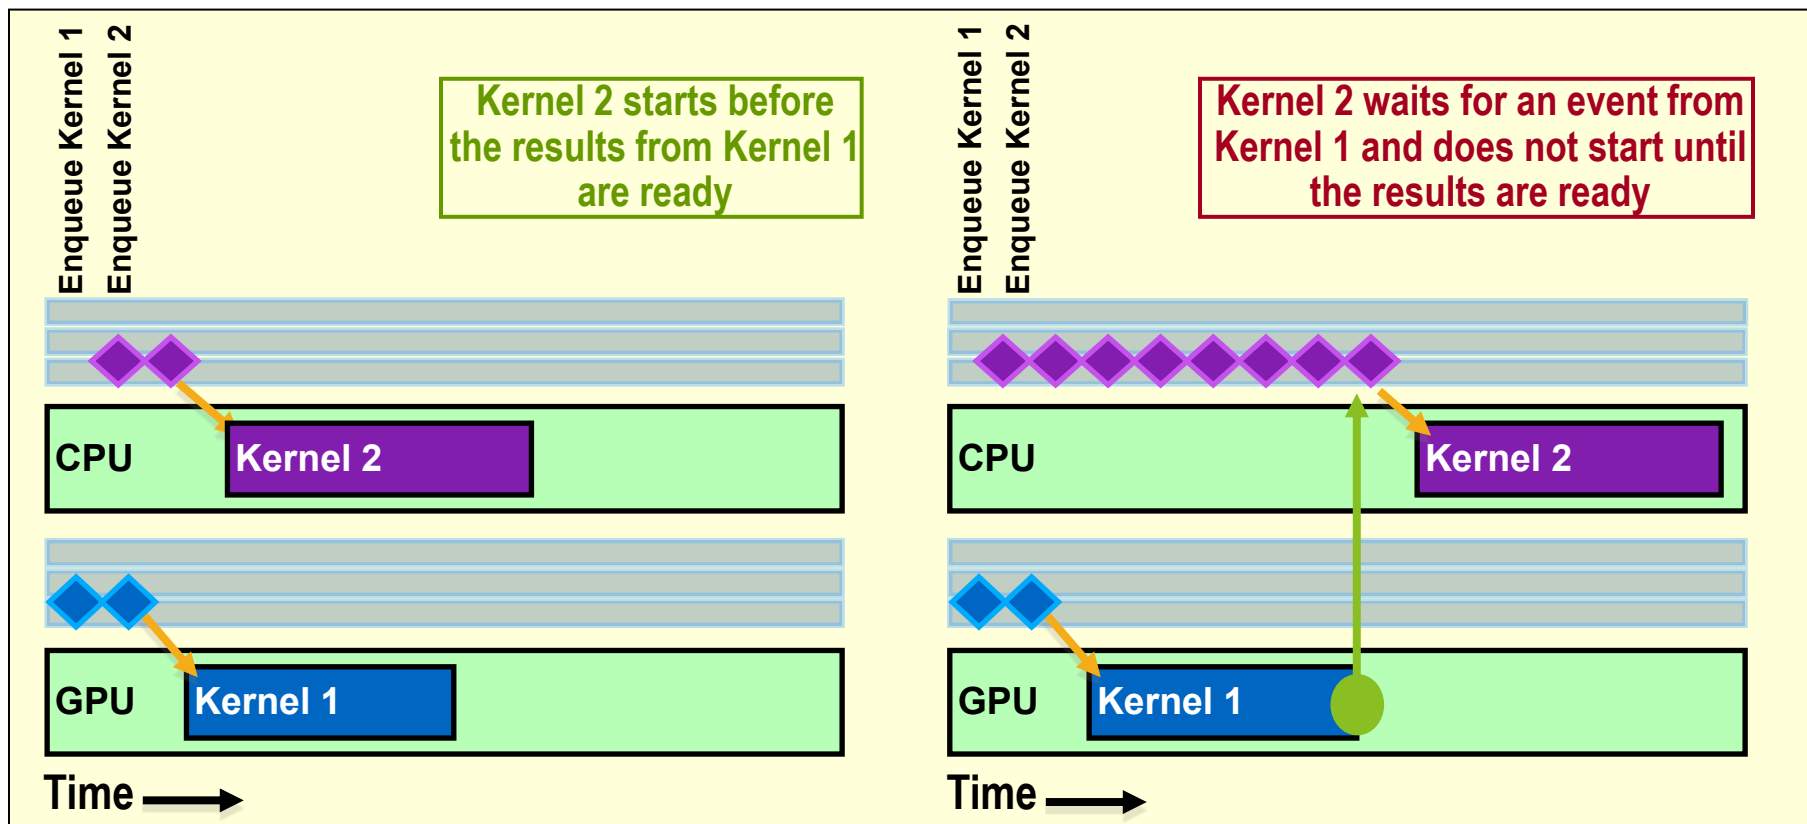 Enqueue Kernel 1
Enqueue Kernel 2
Kernel 2 starts before
the results from Kernel 1
are ready
CPU
Kernel 2
GPU
Kernel 1
Time
Enqueue Kernel 1
Enqueue Kernel 2
Kernel 2 waits for an event from
Kernel 1 and does not start until
the results are ready
CPU
Kernel 2
GPU
Kernel 1
Time